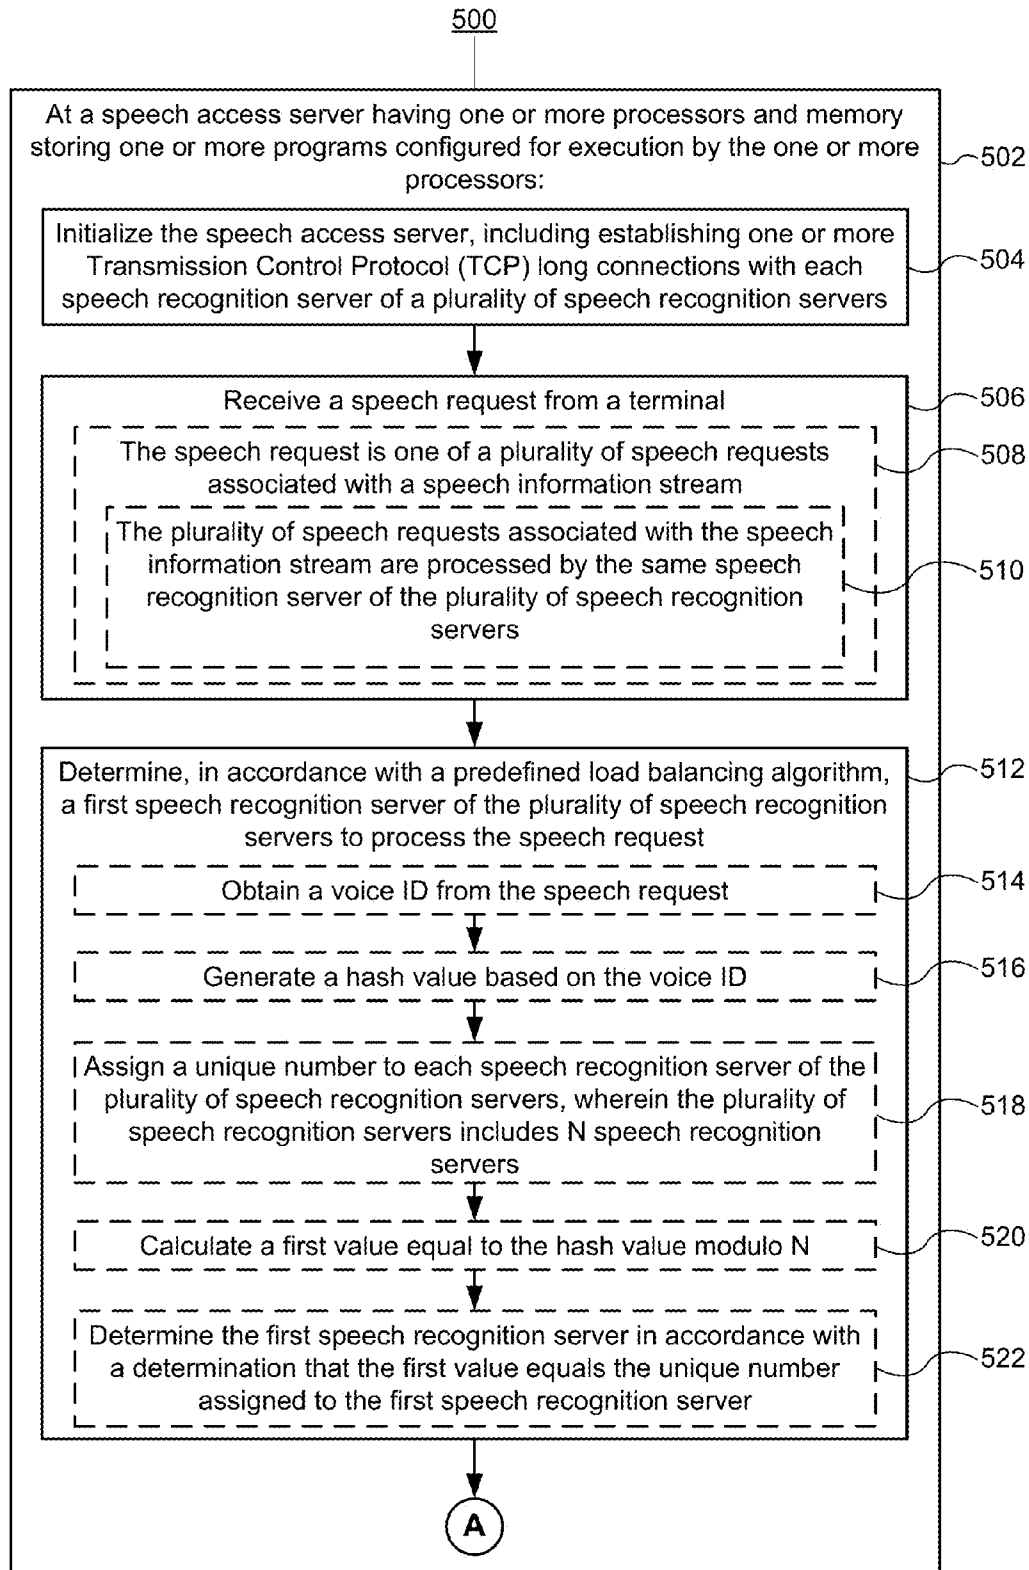 500
At a speech access server having one or more processors and memory
storing one or more programs configured for execution by the one or more
processors:
502
Initialize the speech access server, including establishing one or more
Transmission Control Protocol (TCP) long connections with each
speech recognition server of a plurality of speech recognition servers
504
Receive a speech request from a terminal
506
The speech request is one of a plurality of speech requests
associated with a speech information stream
508
The plurality of speech requests associated with the speech
information stream are processed by the same speech
recognition server of the plurality of speech recognition
servers
510
Determine, in accordance with a predefined load balancing algorithm,
a first speech recognition server of the plurality of speech recognition
servers to process the speech request
512
Obtain a voice ID from the speech request
514
Generate a hash value based on the voice ID
516
Assign a unique number to each speech recognition server of the
plurality of speech recognition servers, wherein the plurality of
speech recognition servers includes N speech recognition
servers
518
Calculate a first value equal to the hash value modulo N
520
Determine the first speech recognition server in accordance with
a determination that the first value equals the unique number
assigned to the first speech recognition server
522
A